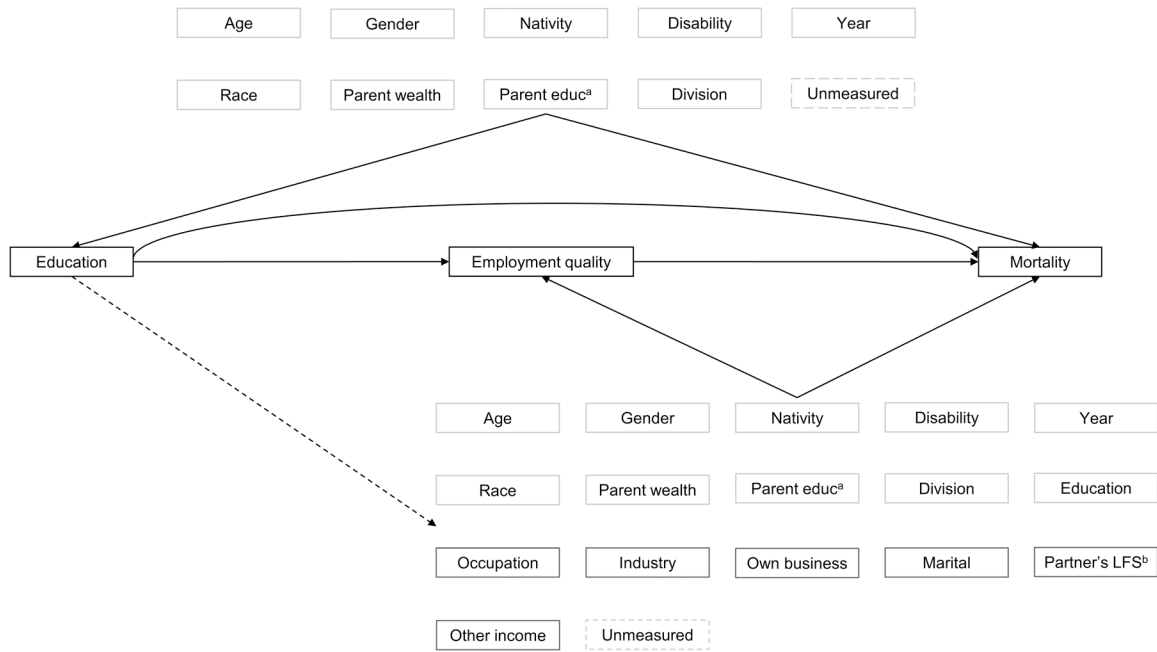 Age Gender Nativity Disability Year
Race Parent wealth Parent educᵃ Division Unmeasured
Education Employment quality Mortality
Age Gender Nativity Disability Year
Race Parent wealth Parent educᵃ Division Education
Occupation Industry Own business Marital Partner’s LFSᵇ
Other income Unmeasured